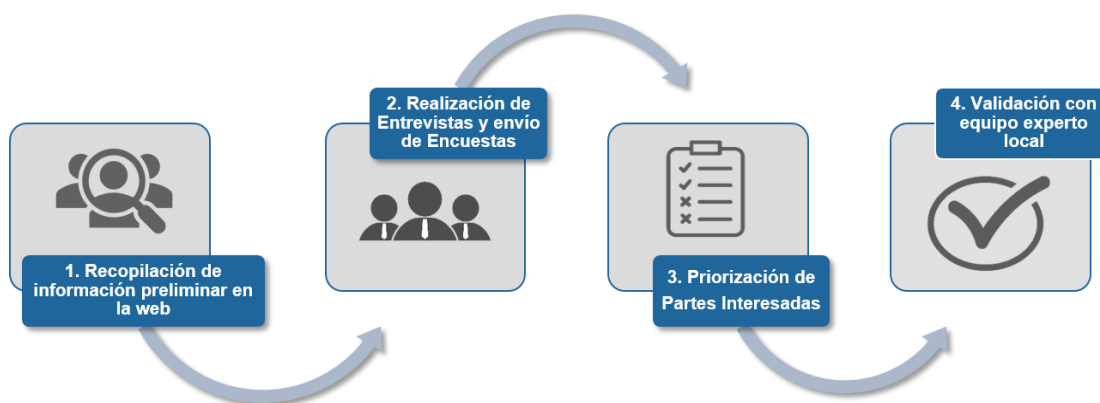 1. Recopilación de
información preliminar en
la web
2. Realización de
Entrevistas y envío
de Encuestas
3. Priorización de
Partes Interesadas
4. Validación con
equipo experto
local